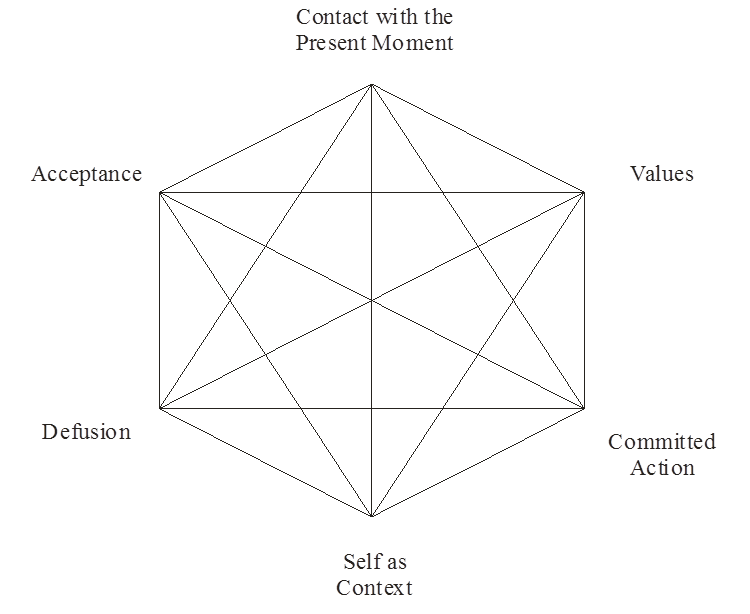 Contact with the
Present Moment
Acceptance
Values
Defusion
Committed
Action
Self as
Context